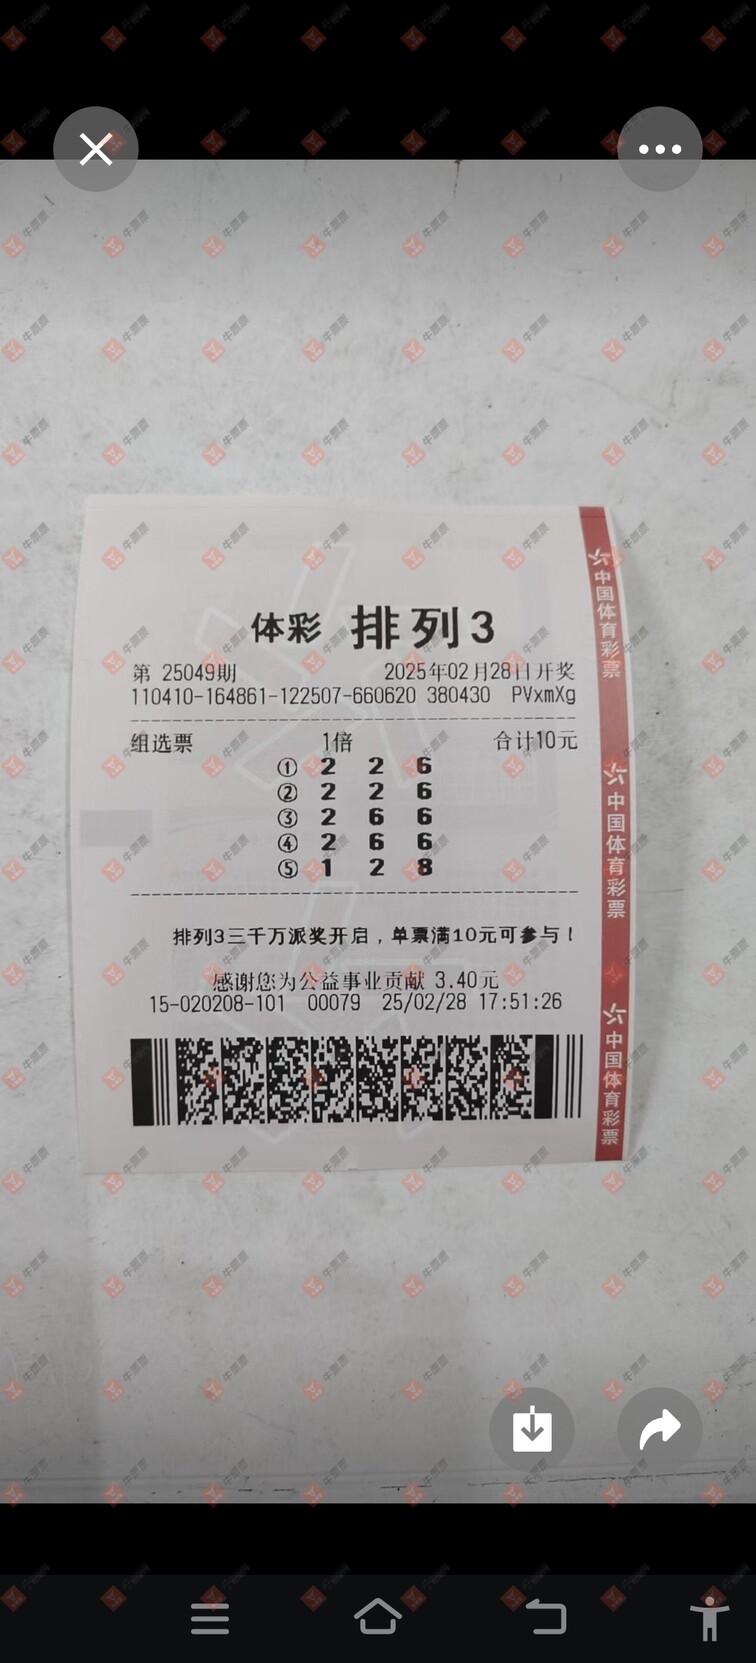 体彩 排列3
第 25049期 2025年02月28日开奖
110410-164861-122507-660620 380430 PVxmXg
组选票 1倍 合计10元
① 2 2 6
② 2 2 6
③ 2 6 6
④ 2 6 6
⑤ 1 2 8
排列3三千万派奖开启，单票满10元可参与！
感谢您为公益事业贡献 3.40元
15-020208-101 00079 25/02/28 17:51:26
中国体育彩票
中国体育彩票
中国体育彩票